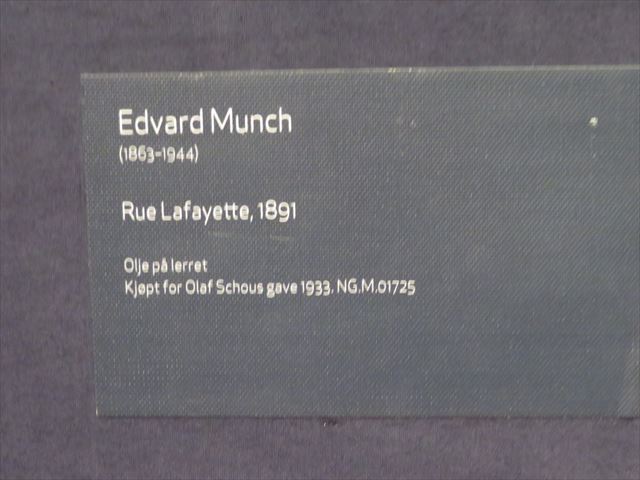 Edvard Munch
(1863-1944)
Rue Lafayette, 1891
Olje på lerret
Kjøpt for Olaf Schous gave 1933. NG.M.01725